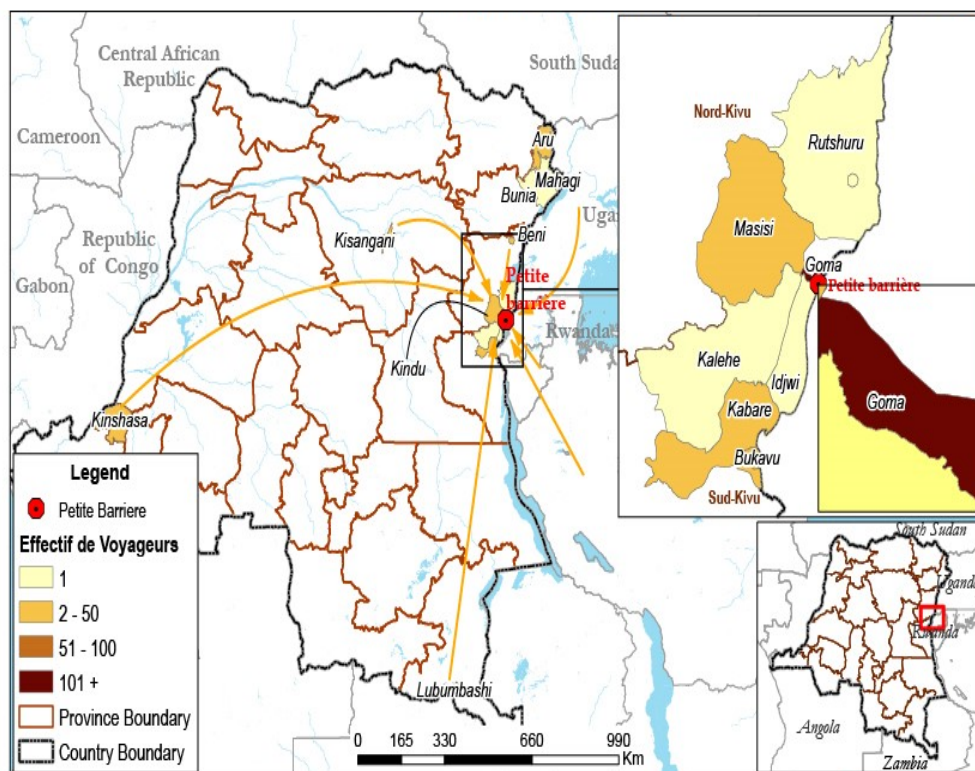 Central African
Republic
South Suda
Cameroon
Aru
Mahagi
Bunia
Ugan
Republic
of Congo
Gabon
Kisangani
Beni
Petite
barrière
Rwanda
Kindu
Kinshasa
Lubumbashi
Legend
Petite Barriere
Effectif de Voyageurs
1
2 - 50
51 - 100
101 +
Province Boundary
Country Boundary
0 165 330 660 990
Km
Nord-Kivu
Rutshuru
Masisi
Goma
Petite barrière
Kalehe
Idjwi
Goma
Kabare
Bukavu
Sud-Kivu
South Sudan
Uganda
Rwanda
Angola
Zambia